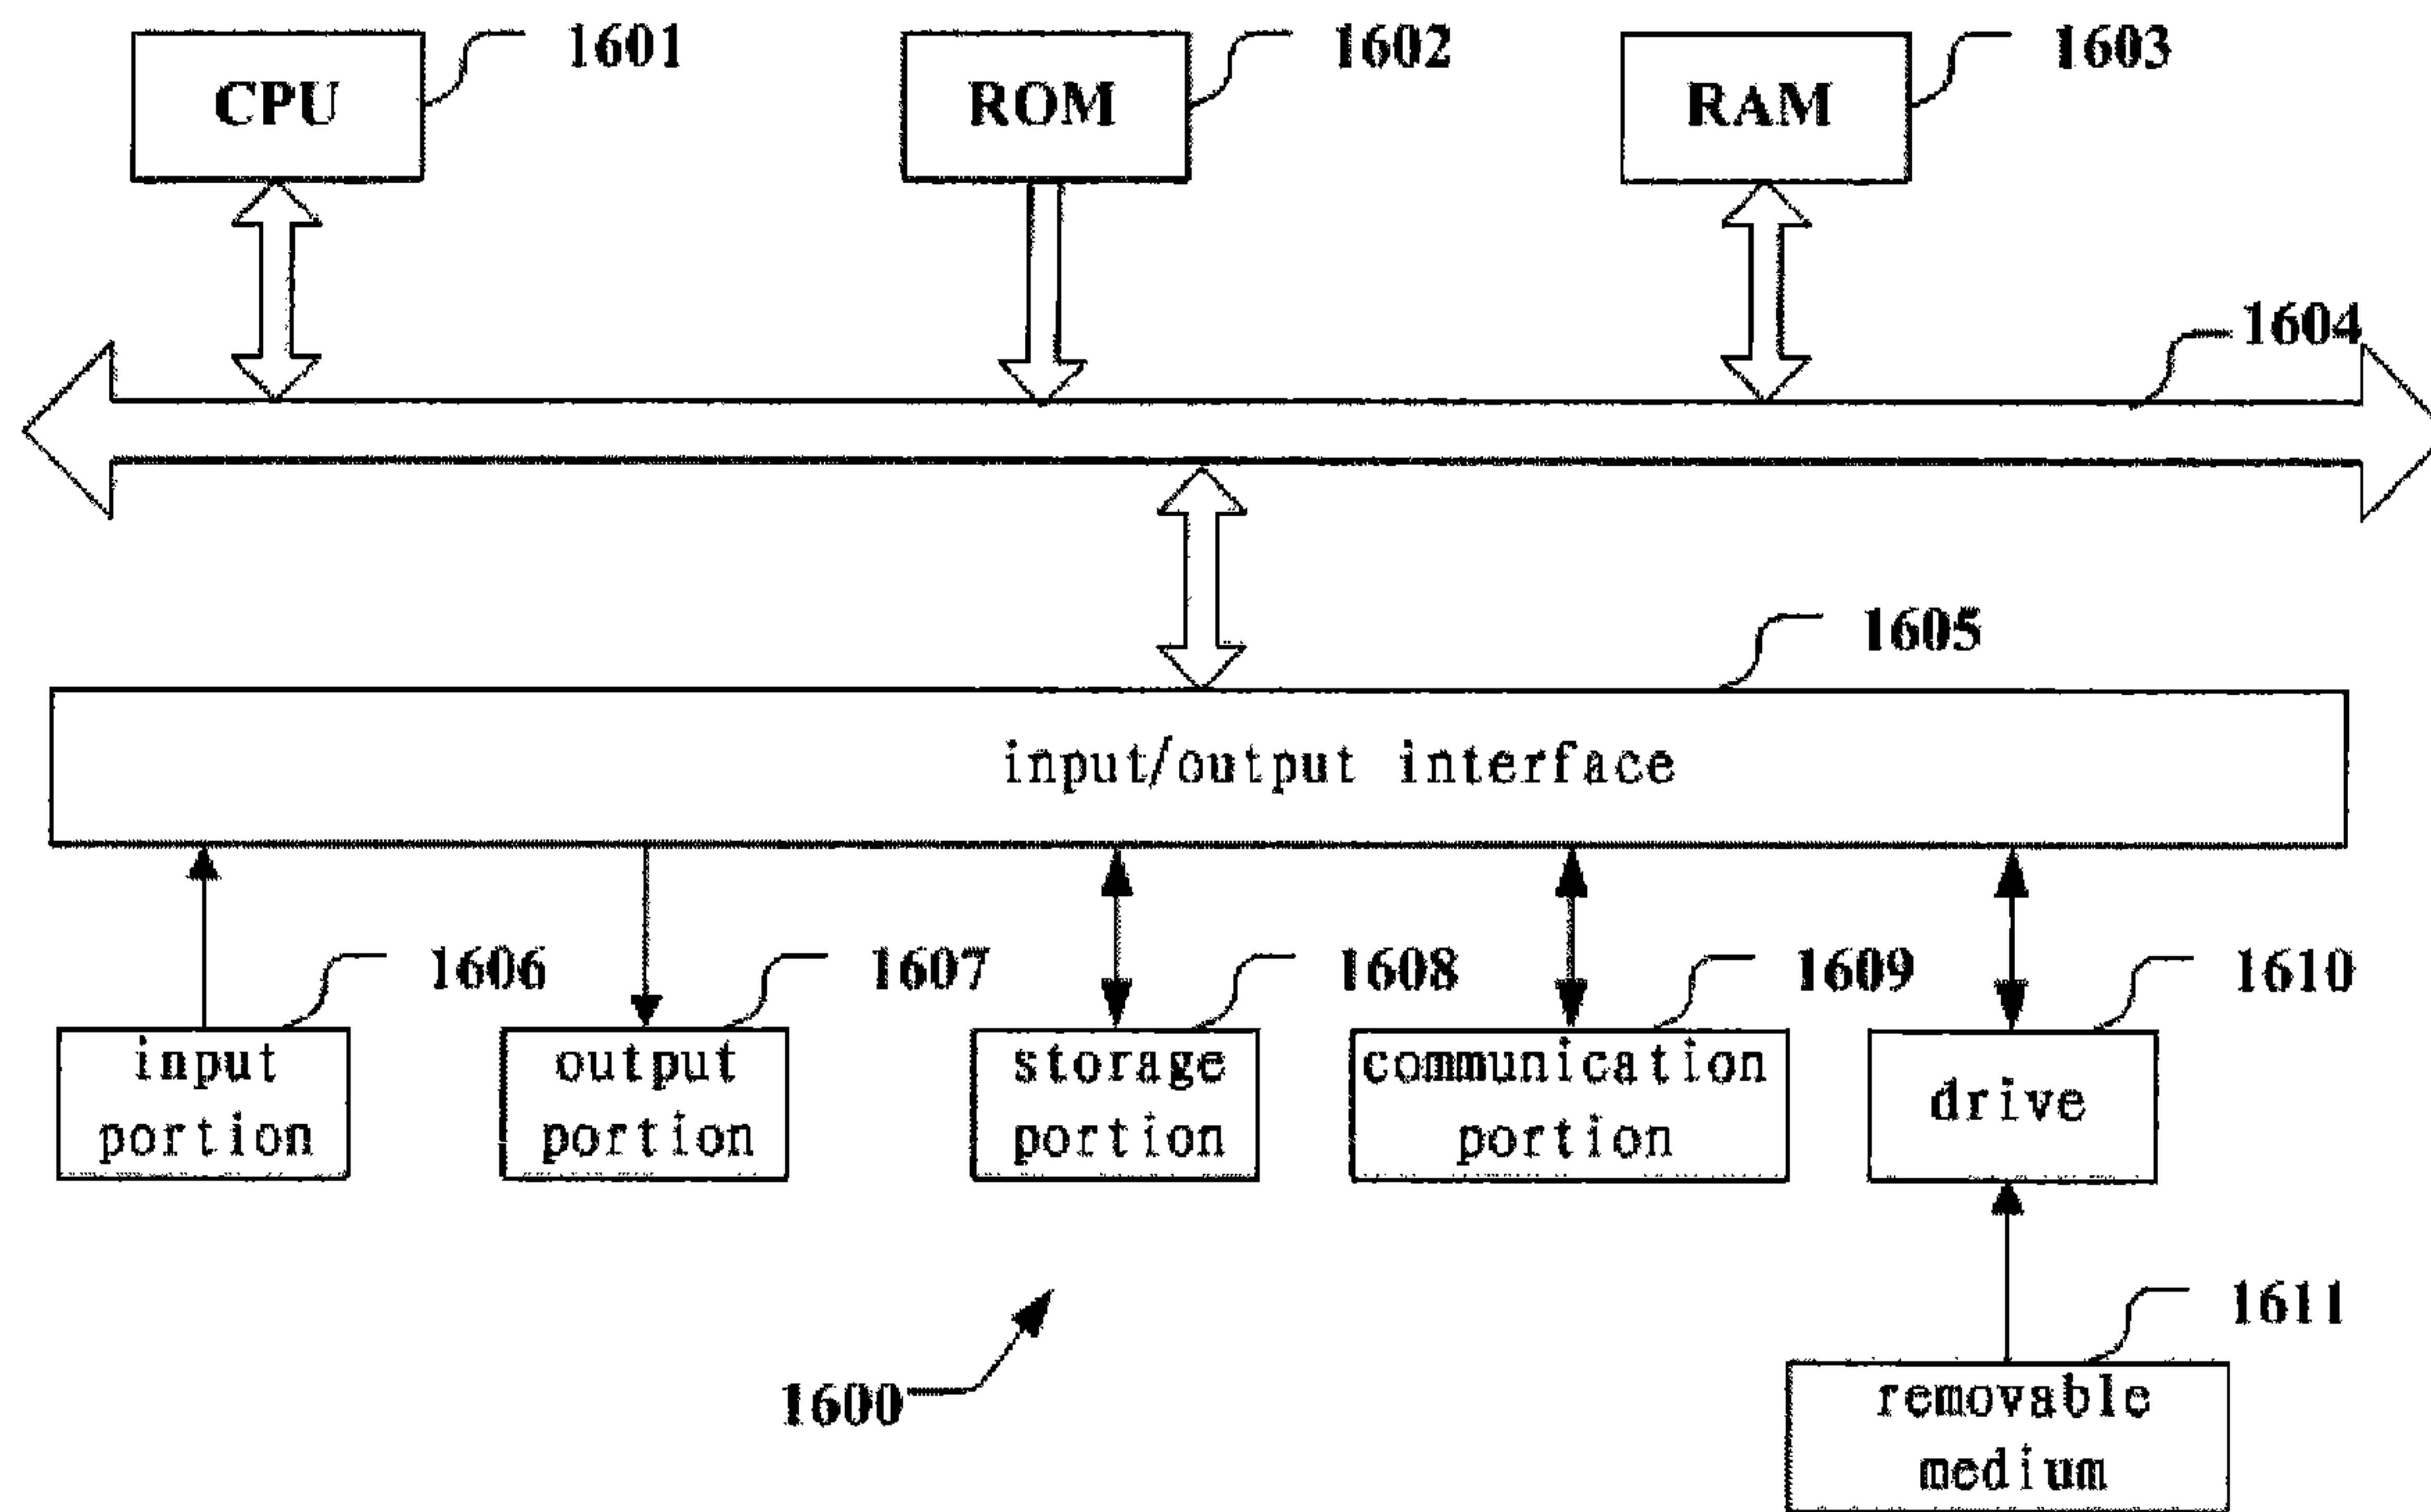 CPU
1601
ROM
1602
RAM
1603
1604
1605
input/output interface
1606
1607
1608
1609
1610
input
portion
output
portion
storage
portion
communication
portion
drive
1611
1600
removable
medium